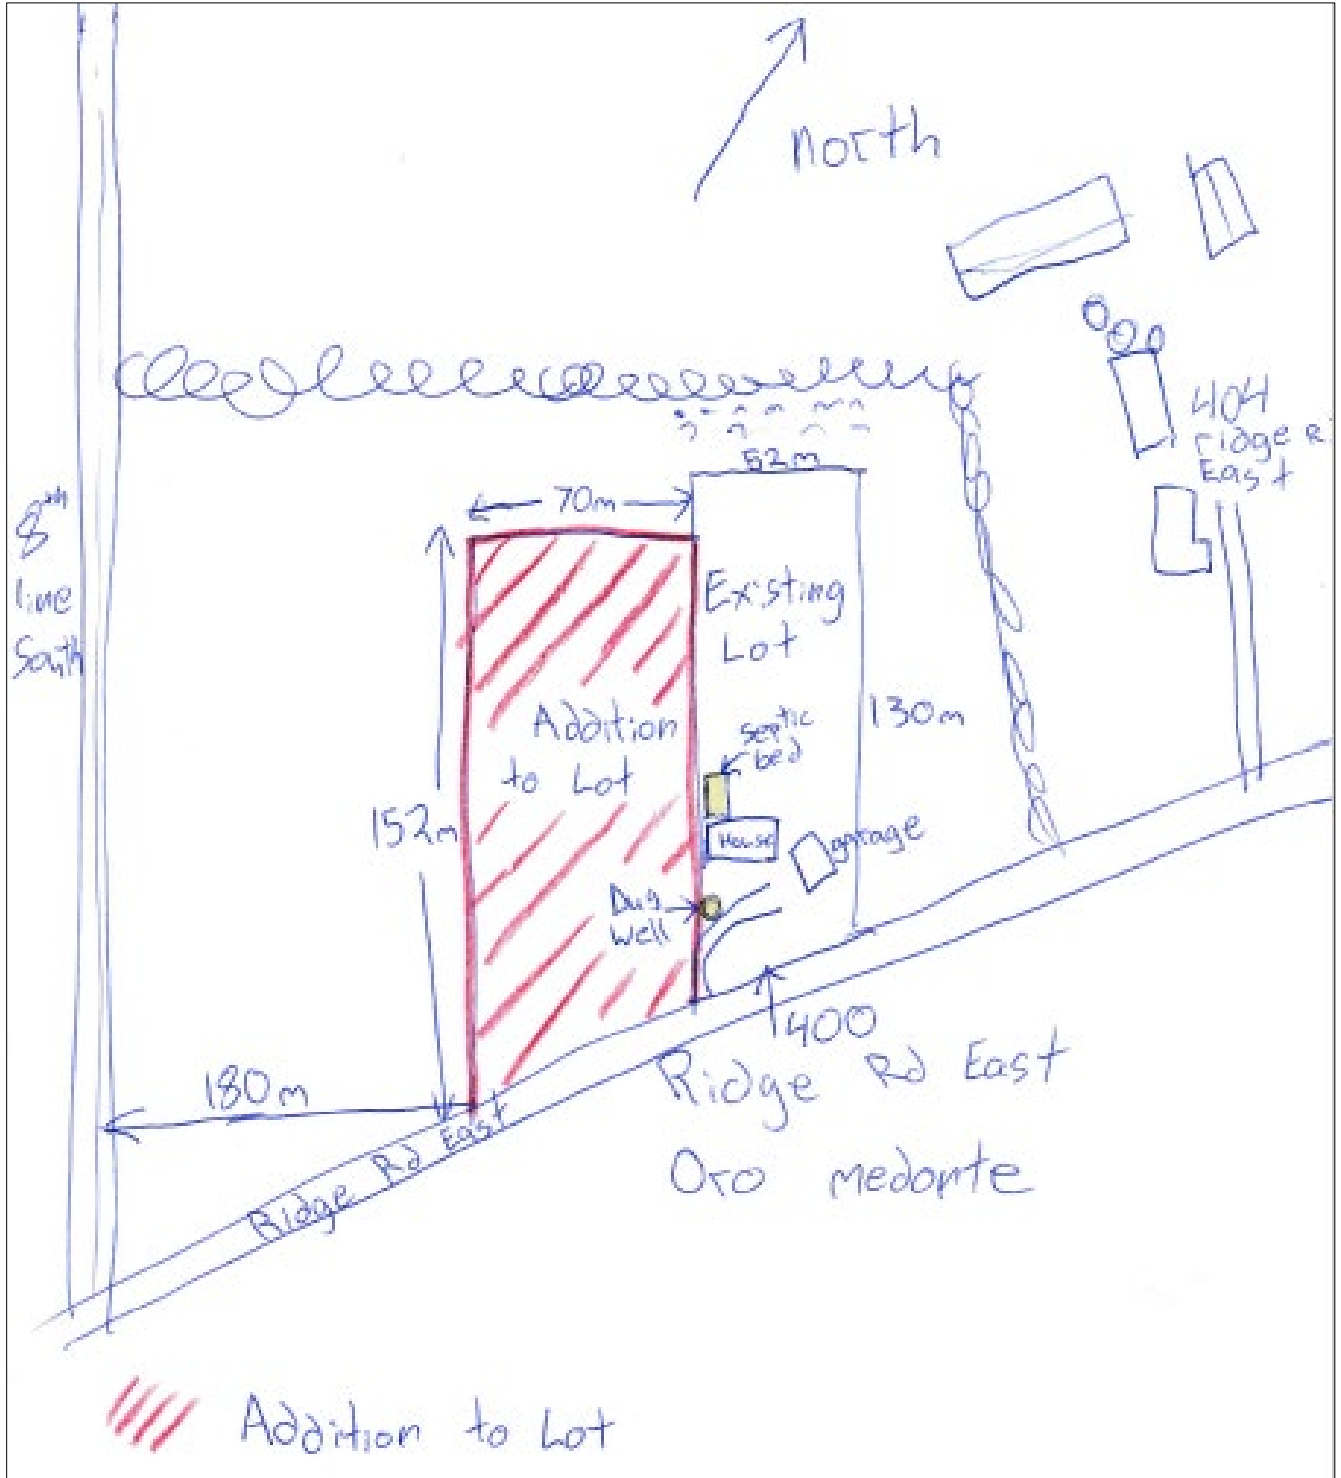 north
404
ridge R
East
52m
70m
8th
line
South
Existing
Lot
130m
septic
bed
Addition
to Lot
152m
House
garage
Dug
Well
400
Ridge Rd East
180m
Ridge Rd East
Oro medonte
Addition to Lot